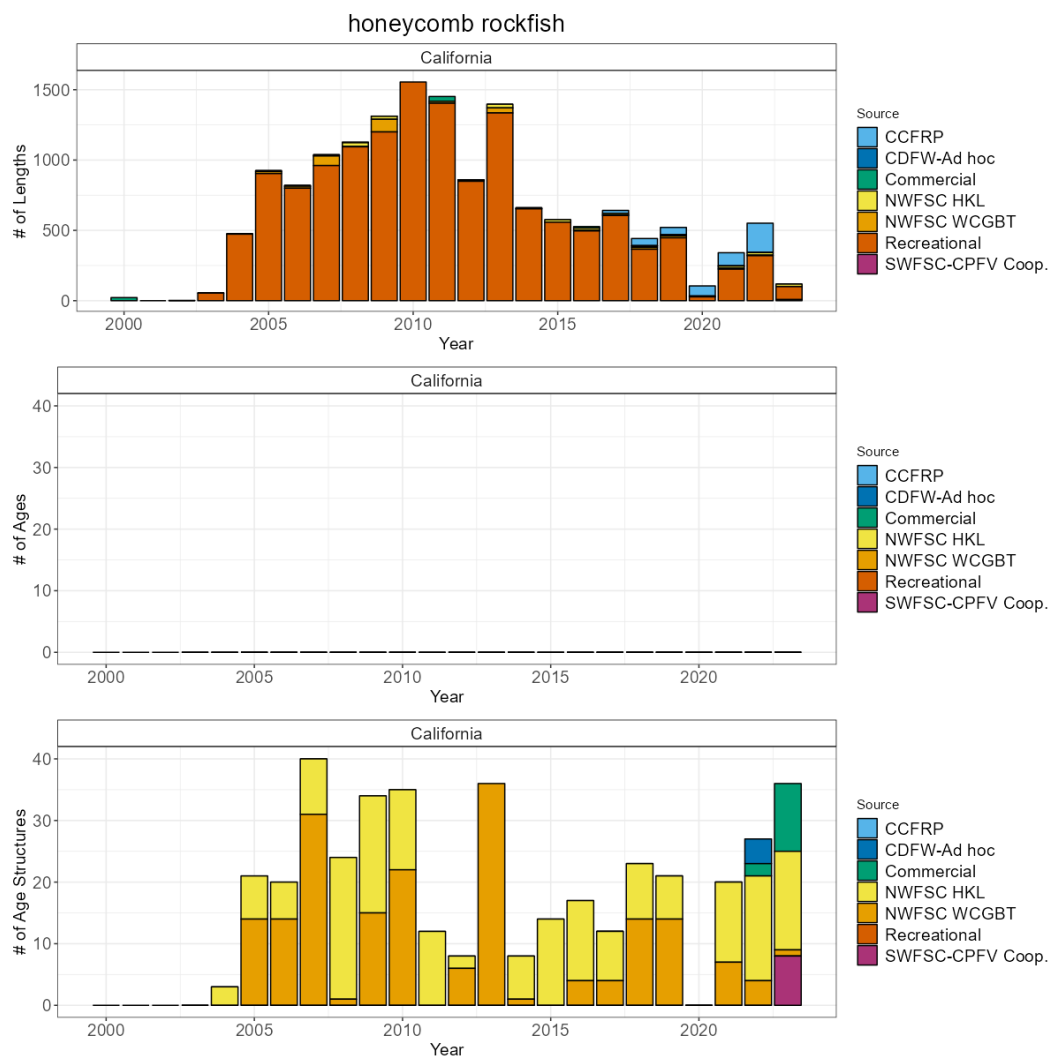 honeycomb rockfish
California
# of Lengths
1500
1000
500
0
2000 2005 2010 2015 2020
Year
Source
CCFRP
CDFW-Ad hoc
Commercial
NWFSC HKL
NWFSC WCGBT
Recreational
SWFSC-CPFV Coop.
California
# of Ages
40
30
20
10
0
2000 2005 2010 2015 2020
Year
Source
CCFRP
CDFW-Ad hoc
Commercial
NWFSC HKL
NWFSC WCGBT
Recreational
SWFSC-CPFV Coop.
California
# of Age Structures
40
30
20
10
0
2000 2005 2010 2015 2020
Year
Source
CCFRP
CDFW-Ad hoc
Commercial
NWFSC HKL
NWFSC WCGBT
Recreational
SWFSC-CPFV Coop.